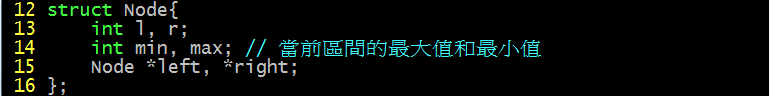 12 struct Node{
13     int l, r;
14     int min, max; // 當前區間的最大值和最小值
15     Node *left, *right;
16 };